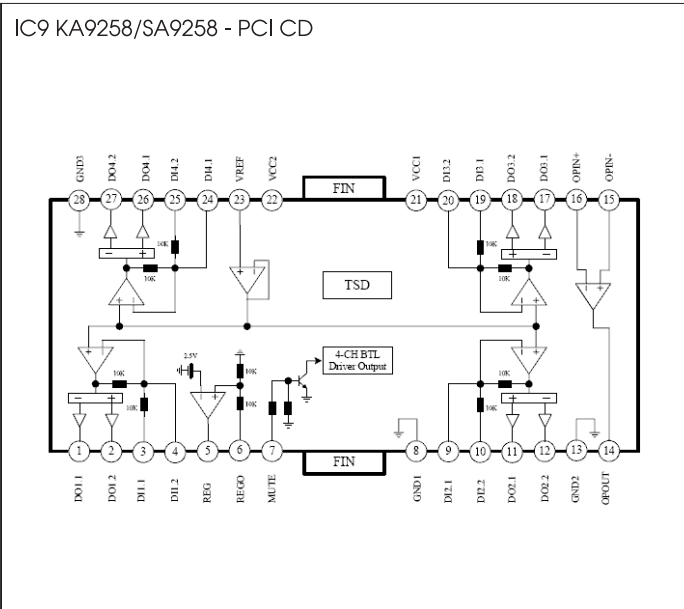 IC9 KA9258/SA9258 - PCI CD
GND3 DO4.2 DO4.1 DI4.2 DI4.1 VREF VCC2 VCC1 DI3.2 DI3.1 DO3.2 DO3.1 OPIN+ OPIN-
FIN
28 27 26 25 24 23 22 21 20 19 18 17 16 15
10K 10K
10K 10K
TSD
2.5V
4-CH BTL
Driver Output
10K 10K 10K
10K 10K 10K
1 2 3 4 5 6 7 8 9 10 11 12 13 14
FIN
DO1.1 DO1.2 DI1.1 DI1.2 REG REGO MUTE GND1 DI2.1 DI2.2 DO2.1 DO2.2 GND2 OPOUT